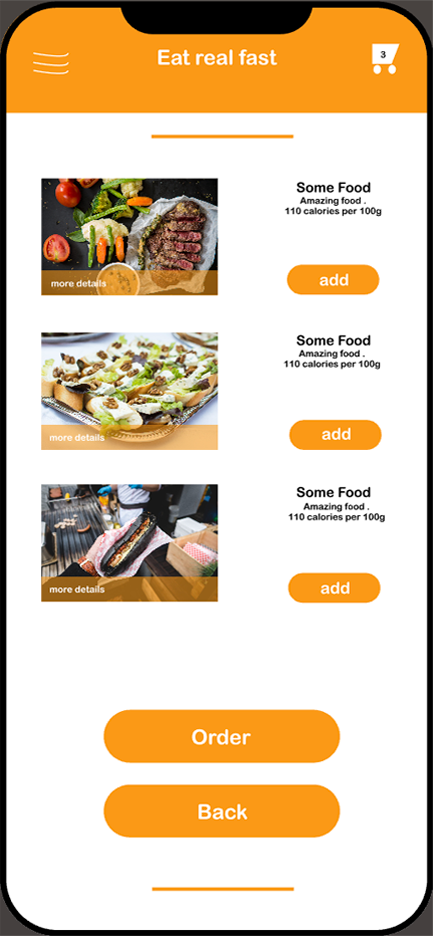 Eat real fast
3
Some Food
Amazing food .
110 calories per 100g
more details
add
Some Food
Amazing food .
110 calories per 100g
more details
add
Some Food
Amazing food .
110 calories per 100g
more details
add
Order
Back